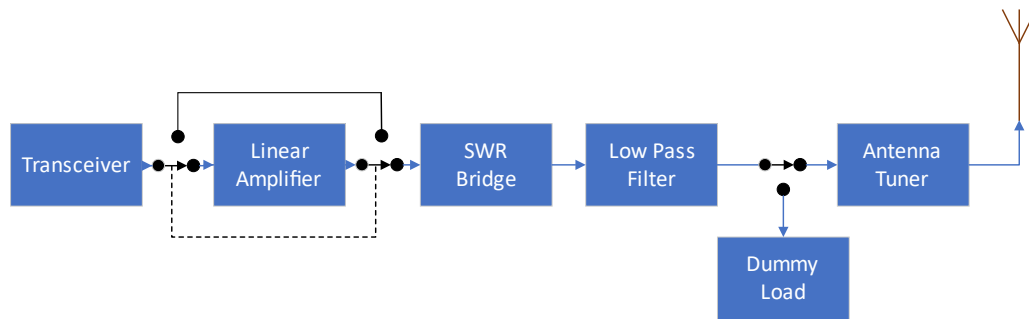 Transceiver
Linear
Amplifier
SWR
Bridge
Low Pass
Filter
Antenna
Tuner
Dummy
Load